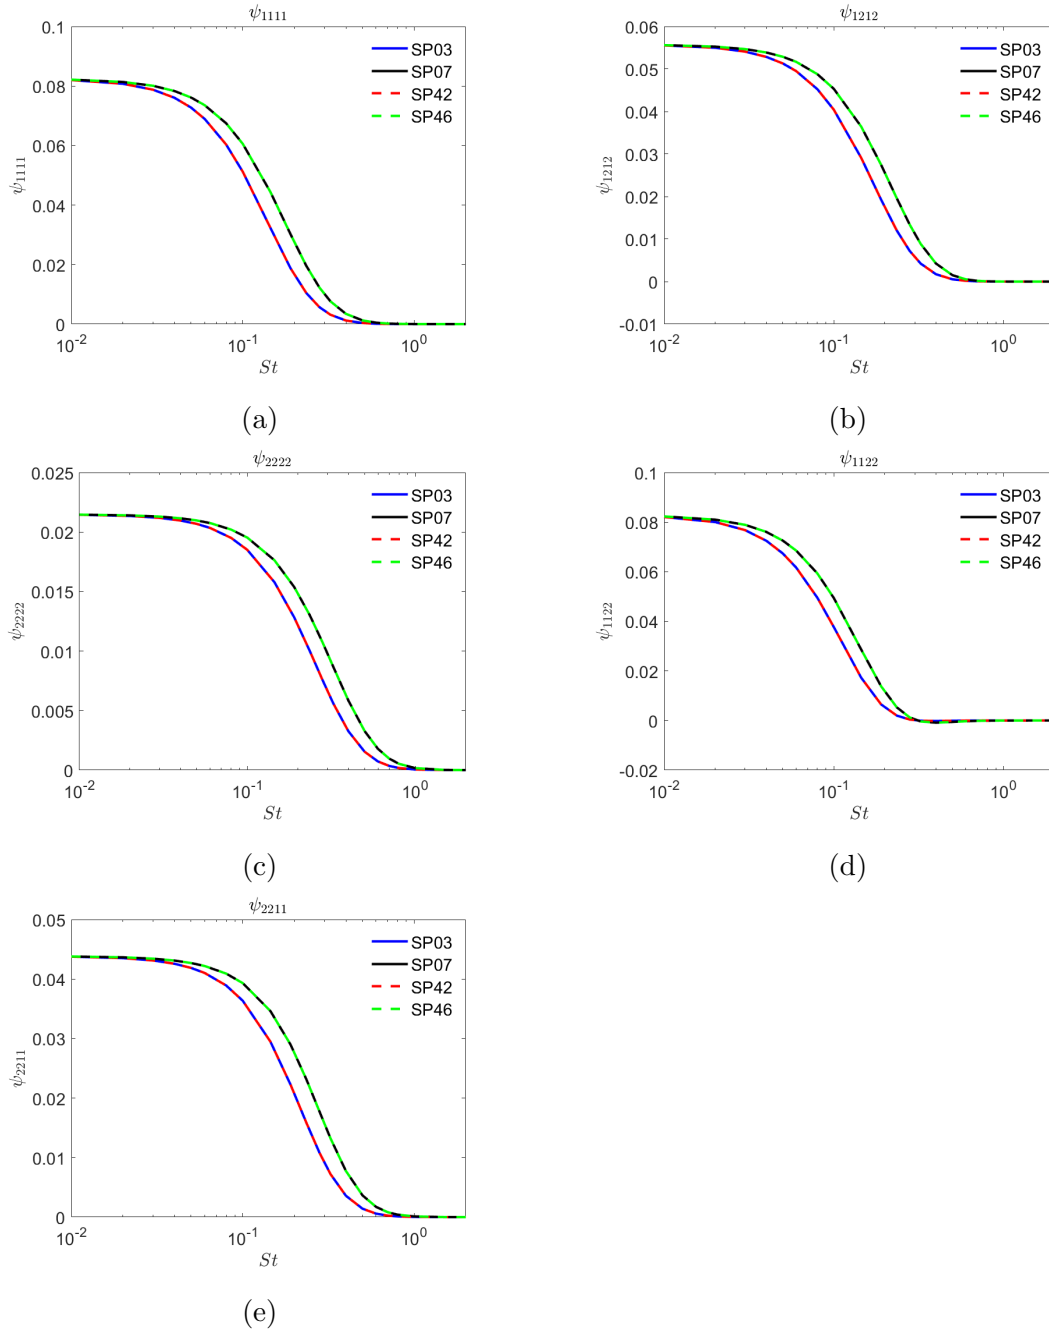 ψ1111
0.1
0.08
0.06
0.04
0.02
0
ψ1111
SP03
SP07
SP42
SP46
10-2
10-1
100
St
(a)
ψ1212
0.06
0.05
0.04
0.03
0.02
0.01
0
-0.01
ψ1212
SP03
SP07
SP42
SP46
10-2
10-1
100
St
(b)
ψ2222
0.025
0.02
0.015
0.01
0.005
0
ψ2222
SP03
SP07
SP42
SP46
10-2
10-1
100
St
(c)
ψ1122
0.1
0.08
0.06
0.04
0.02
0
-0.02
ψ1122
SP03
SP07
SP42
SP46
10-2
10-1
100
St
(d)
ψ2211
0.05
0.04
0.03
0.02
0.01
0
ψ2211
SP03
SP07
SP42
SP46
10-2
10-1
100
St
(e)